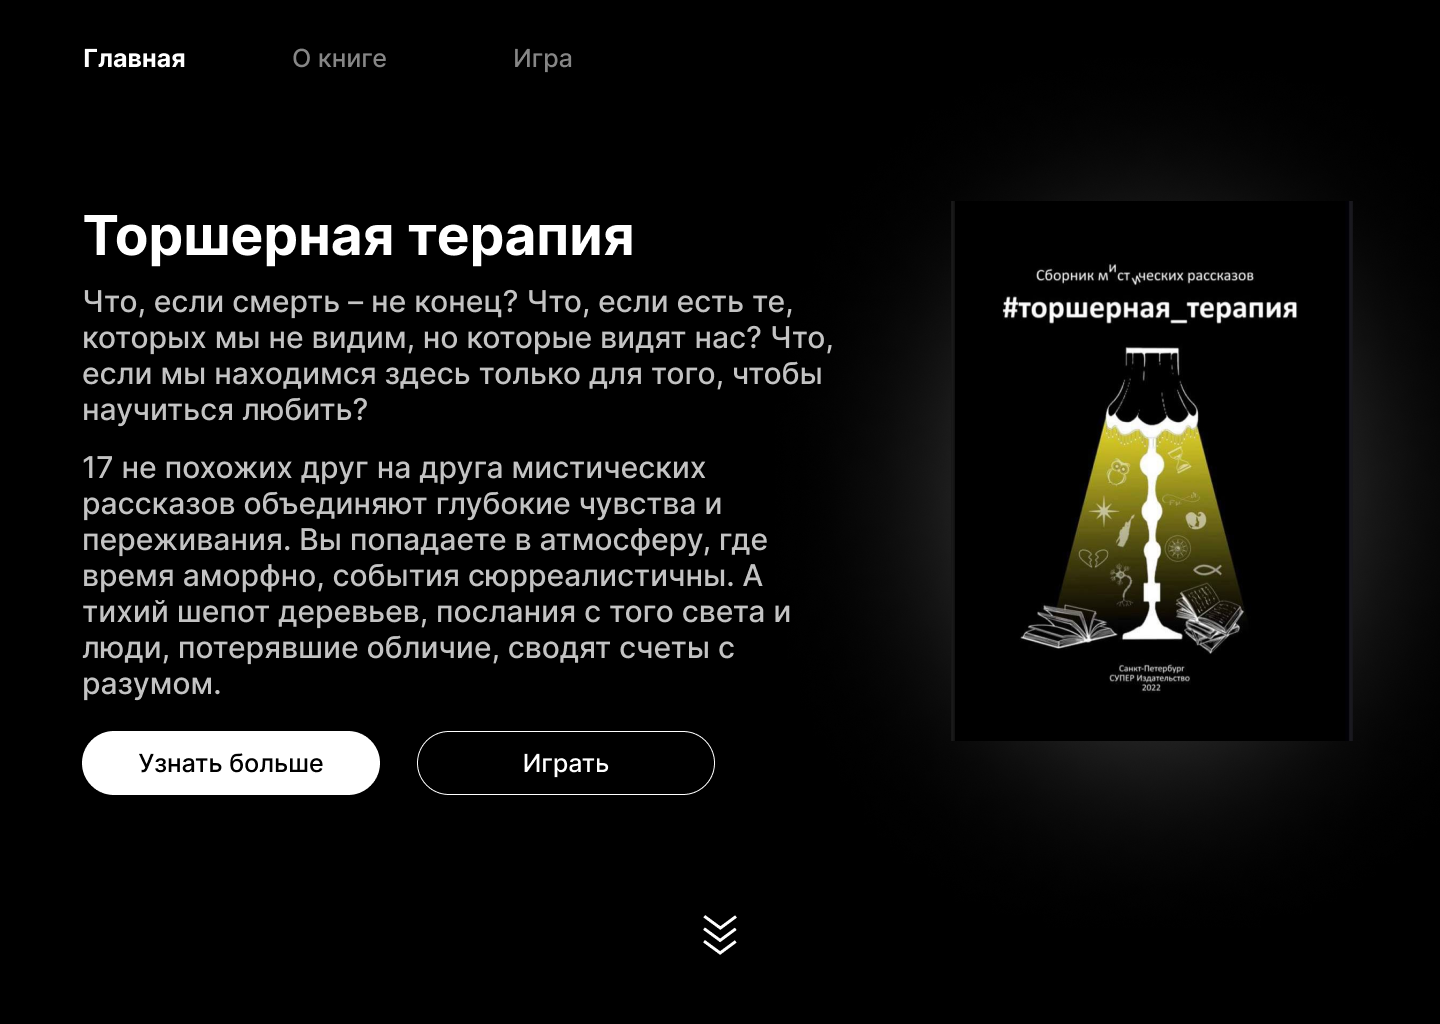 Главная
О книге
Игра
Торшерная терапия
Что, если смерть – не конец? Что, если есть те,
которых мы не видим, но которые видят нас? Что,
если мы находимся здесь только для того, чтобы
научиться любить?
17 не похожих друг на друга мистических
рассказов объединяют глубокие чувства и
переживания. Вы попадаете в атмосферу, где
время аморфно, события сюрреалистичны. А
тихий шепот деревьев, послания с того света и
люди, потерявшие обличие, сводят счеты с
разумом.
Узнать больше
Играть
Сборник мистических рассказов
#торшерная_терапия
Санкт-Петербург
СУПЕР Издательство
2022